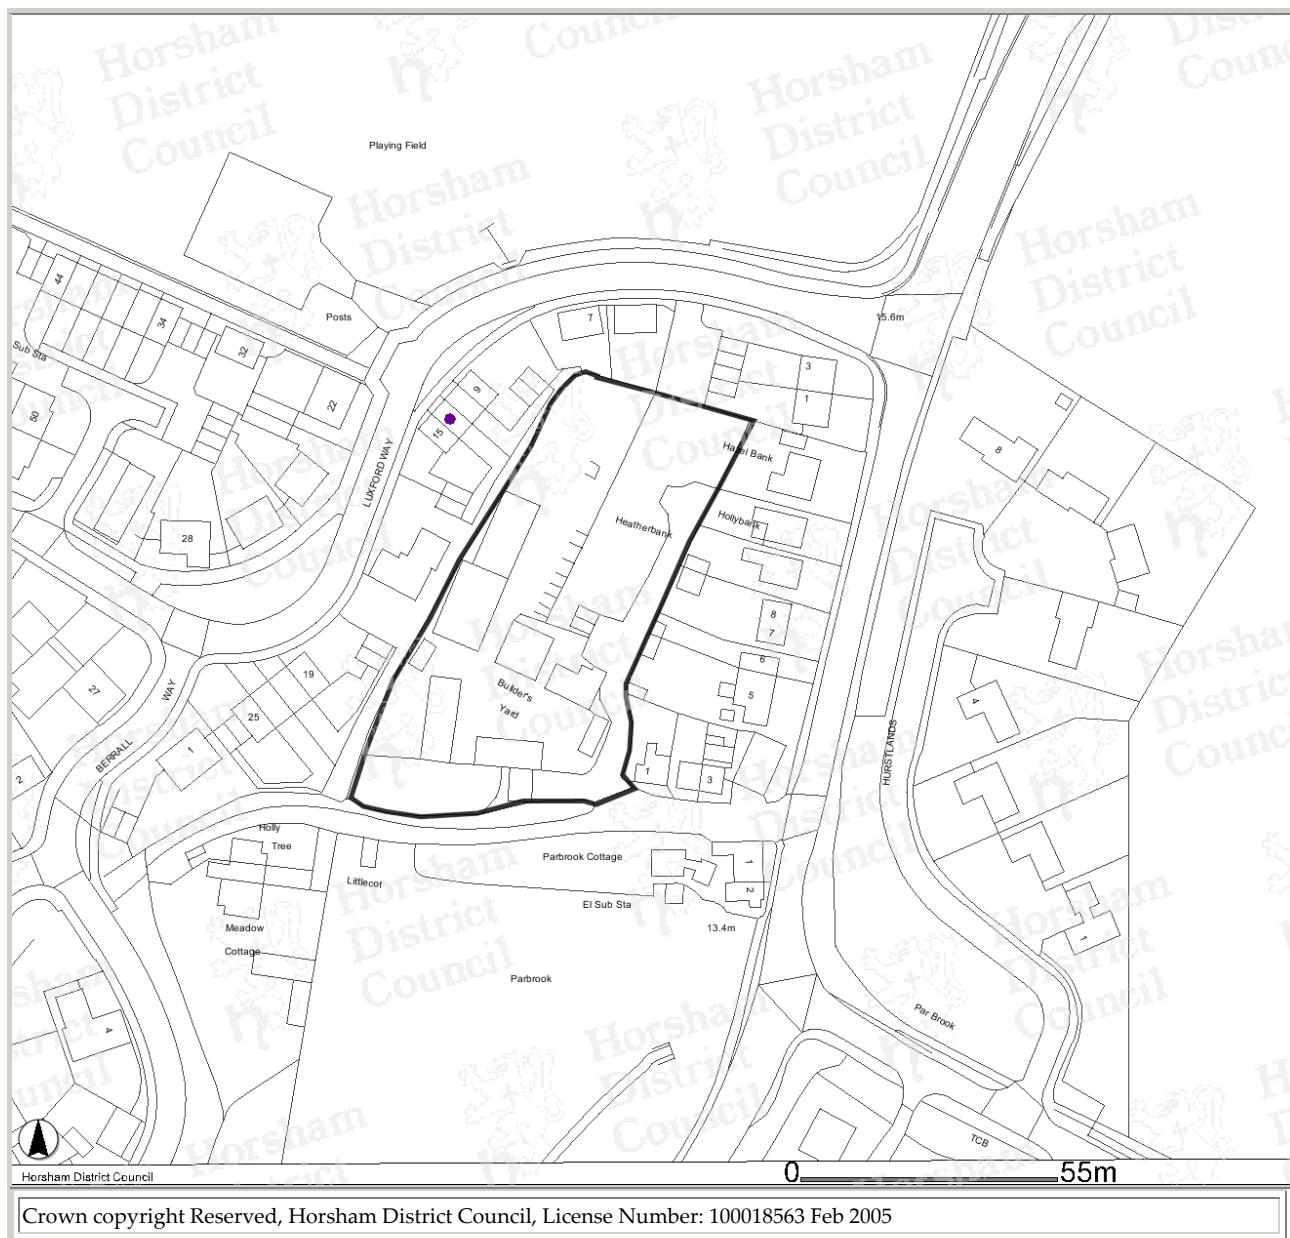 Playing Field
Posts
44
34
32
22
Sub Sta
50
28
7
9
15
LUXFORD WAY
15.6m
3
1
Hazel Bank
Hollybank
Heatherbank
8
8
7
6
5
19
25
27
WAY
BERRALL
1
2
Builder's
Yard
1
3
4
HURSTLANDS
Holly
Tree
Littlecot
Parbrook Cottage
1
2
El Sub Sta
13.4m
Meadow
Cottage
Parbrook
Par Brook
1
4
TCB
Horsham District Council
0 55m
Crown copyright Reserved, Horsham District Council, License Number: 100018563 Feb 2005
Horsham
District
Council